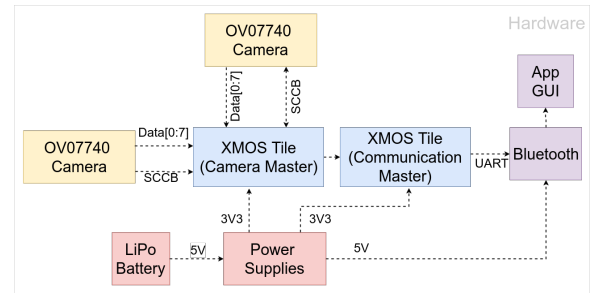 Hardware
OV07740
Camera
App
GUI
Data[0:7]
SCCB
OV07740
Camera
Data[0:7]
SCCB
XMOS Tile
(Camera Master)
XMOS Tile
(Communication
Master)
UART
Bluetooth
3V3
3V3
LiPo
Battery
5V
Power
Supplies
5V